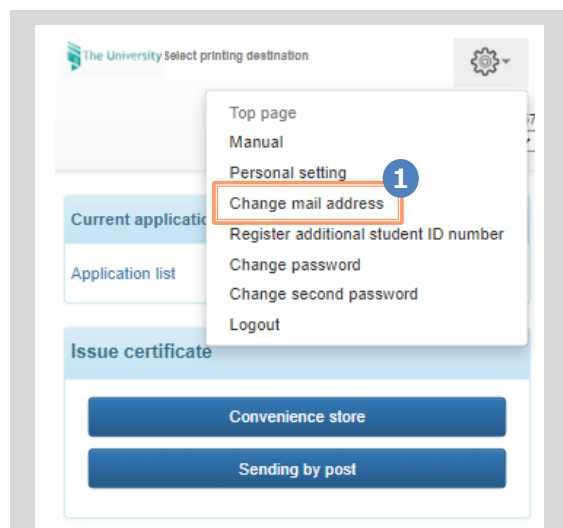 The University Select printing destination
Top page
Manual
Personal setting
1
Change mail address
Register additional student ID number
Change password
Change second password
Logout
Current applicatio
Application list
Issue certificate
Convenience store
Sending by post